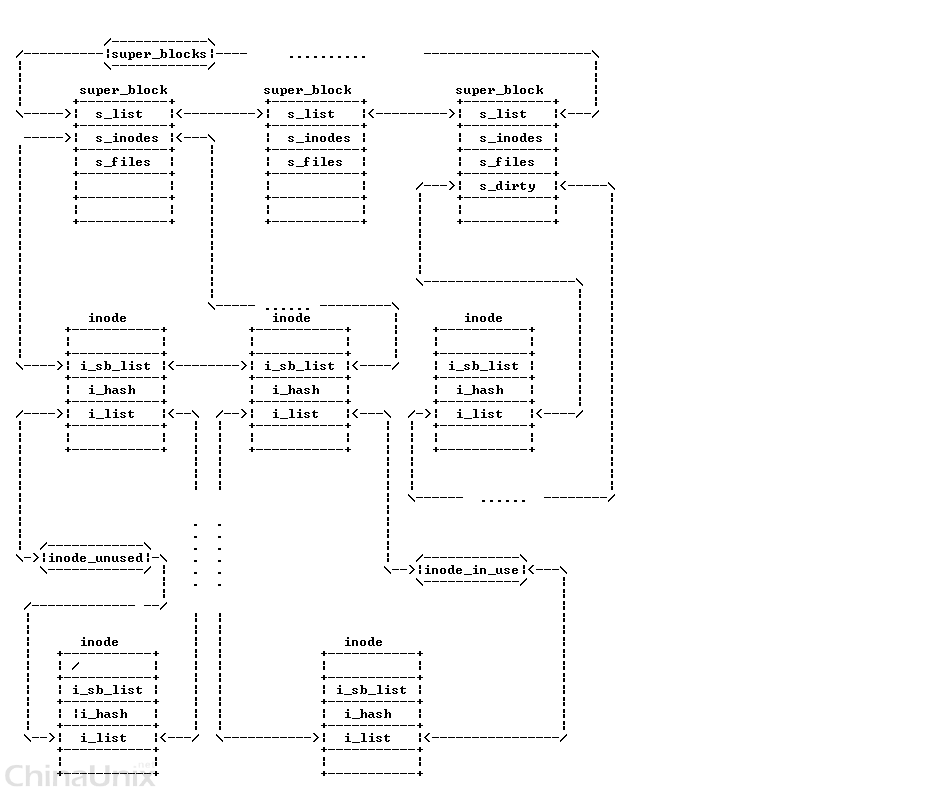 super_blocks
..........
super_block super_block super_block
s_list s_list s_list
s_inodes s_inodes s_inodes
s_files s_files s_files
s_dirty
......
inode inode inode
i_sb_list i_sb_list i_sb_list
i_hash i_hash i_hash
i_list i_list i_list
......
inode_unused
inode_in_use
inode inode
i_sb_list i_sb_list
i_hash i_hash
i_list i_list
ChinaUnix.net